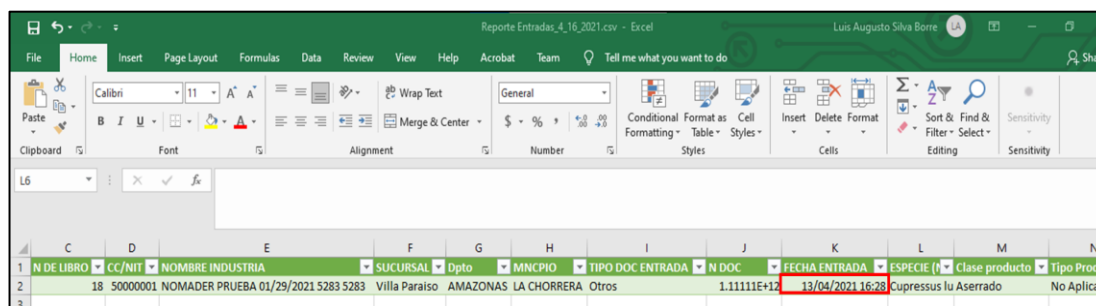 Reporte Entradas_4_16_2021.csv - Excel
Luis Augusto Silva Borre
LA
File Home Insert Page Layout Formulas Data Review View Help Acrobat Team Tell me what you want to do Sha
Calibri 11 A A Wrap Text General
Paste B I U A Merge & Center $ % Conditional Formatting Format as Table Cell Styles Insert Delete Format Sort & Filter Find & Select Sensitivity
Clipboard Font Alignment Number Styles Cells Editing Sensitivity
L6 fx
C D E F G H I J K L M N
1 N DE LIBRO CC/NIT NOMBRE INDUSTRIA SUCURSAL Dpto MNCPIO TIPO DOC ENTRADA N DOC FECHA ENTRADA ESPECIE (N Clase producto Tipo Prod
2 18 50000001 NOMADER PRUEBA 01/29/2021 5283 5283 Villa Paraiso AMAZONAS LA CHORRERA Otros 1.11111E+12 13/04/2021 16:28 Cupressus lu Aserrado No Aplica
3